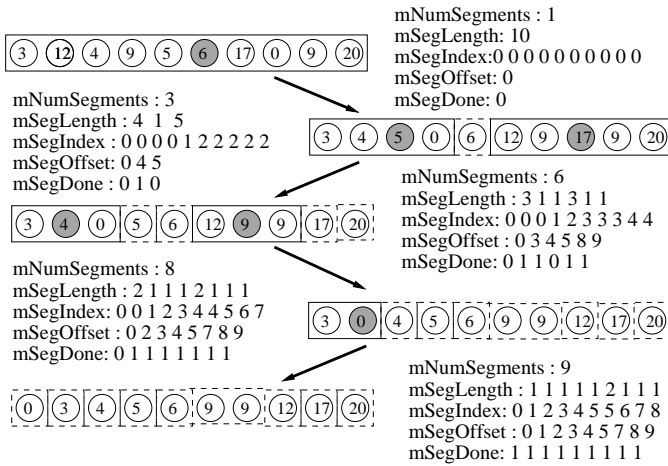 mNumSegments : 1
mSegLength: 10
mSegIndex:0 0 0 0 0 0 0 0 0 0
mSegOffset: 0
mSegDone: 0
3 12 4 9 5 6 17 0 9 20
mNumSegments : 3
mSegLength : 4 1 5
mSegIndex : 0 0 0 0 1 2 2 2 2 2
mSegOffset : 0 4 5
mSegDone : 0 1 0
3 4 5 0 6 12 9 17 9 20
mNumSegments : 6
mSegLength : 3 1 1 3 1 1
mSegIndex: 0 0 0 1 2 3 3 3 4 4
mSegOffset : 0 3 4 5 8 9
mSegDone: 0 1 1 0 1 1
3 4 0 5 6 12 9 9 17 20
mNumSegments : 8
mSegLength : 2 1 1 1 2 1 1 1
mSegIndex: 0 0 1 2 3 4 4 5 6 7
mSegOffset : 0 2 3 4 5 7 8 9
mSegDone: 0 1 1 1 1 1 1 1
3 0 4 5 6 9 9 12 17 20
mNumSegments : 9
mSegLength : 1 1 1 1 1 2 1 1 1
mSegIndex: 0 1 2 3 4 5 5 6 7 8
mSegOffset : 0 1 2 3 4 5 7 8 9
mSegDone: 1 1 1 1 1 1 1 1 1
0 3 4 5 6 9 9 12 17 20